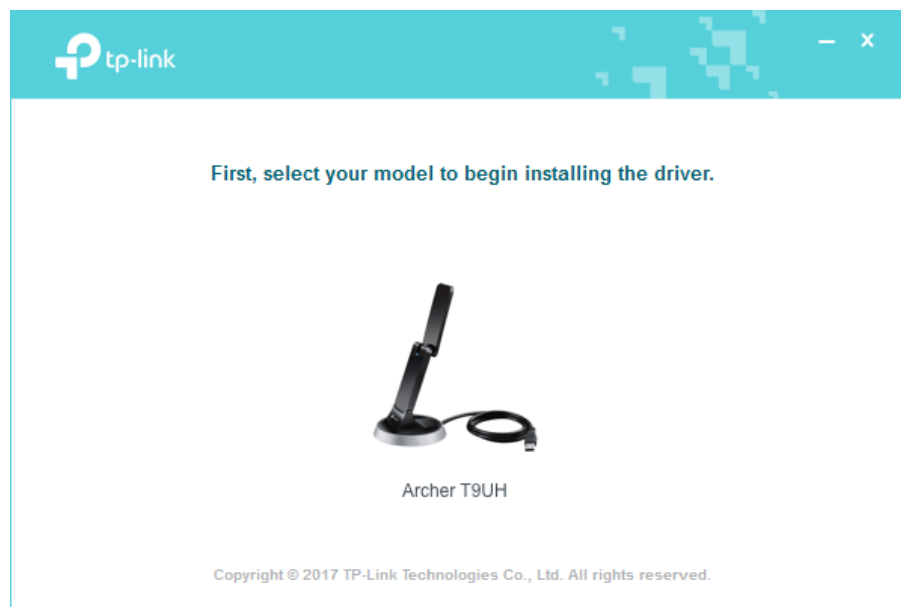 tp-link
First, select your model to begin installing the driver.
Archer T9UH
Copyright © 2017 TP-Link Technologies Co., Ltd. All rights reserved.